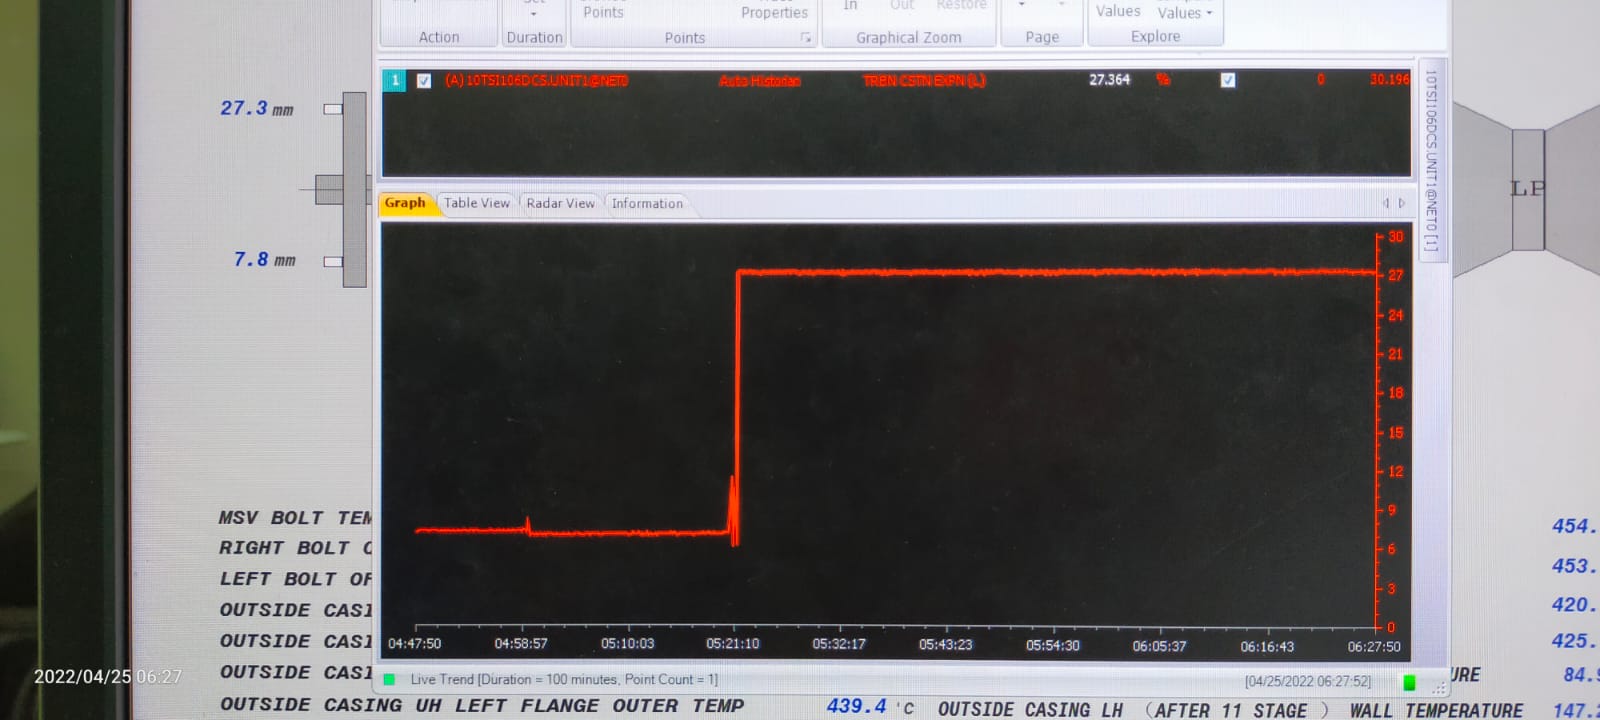 Points
Properties
In Out Restore
Values Values
Action Duration Points Graphical Zoom Page Explore
1 (A) 10TSI106DCS.UNIT1@NET0 Auto Historian TRBN CSTN EXPN (L) 27.364 % 0 30.196
10TSI106DCS.UNIT1@NET0 [1]
27.3 mm
7.8 mm
LP
Graph Table View Radar View Information
30
27
24
21
18
15
12
9
6
3
0
04:47:50 04:58:57 05:10:03 05:21:10 05:32:17 05:43:23 05:54:30 06:05:37 06:16:43 06:27:50
Live Trend [Duration = 100 minutes, Point Count = 1] [04/25/2022 06:27:52]
MSV BOLT TEM 454.
RIGHT BOLT 453.
LEFT BOLT OF
OUTSIDE CASI 420.
OUTSIDE CASI 425.
OUTSIDE CASI URE 84.9
OUTSIDE CASING UH LEFT FLANGE OUTER TEMP 439.4 °C OUTSIDE CASING LH (AFTER 11 STAGE ) WALL TEMPERATURE 147.2
2022/04/25 06:27